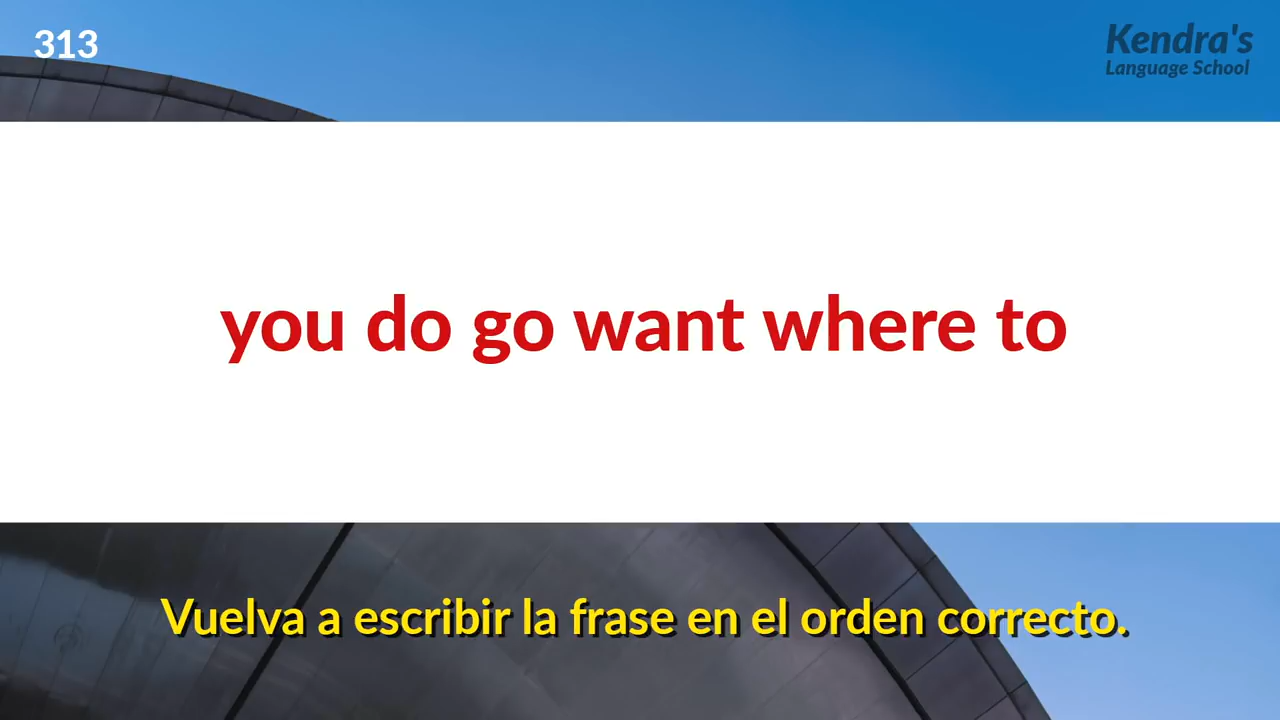 313
Kendra's
Language School
you do go want where to
Vuelva a escribir la frase en el orden correcto.